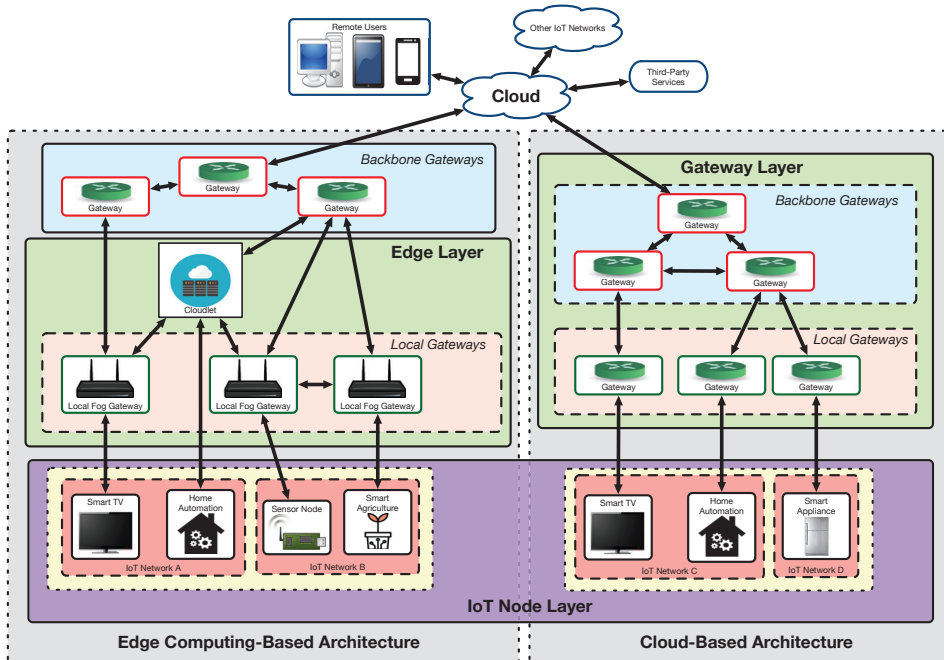 Remote Users
Other IoT Networks
Third-Party
Services
Cloud
Backbone Gateways
Gateway
Gateway
Gateway
Edge Layer
Cloudlet
Local Gateways
Local Fog Gateway
Local Fog Gateway
Local Fog Gateway
Gateway Layer
Backbone Gateways
Gateway
Gateway
Gateway
Local Gateways
Gateway
Gateway
Gateway
Smart TV
Home
Automation
IoT Network A
Sensor Node
Smart
Agriculture
IoT Network B
Smart TV
Home
Automation
IoT Network C
Smart
Appliance
IoT Network D
IoT Node Layer
Edge Computing-Based Architecture
Cloud-Based Architecture